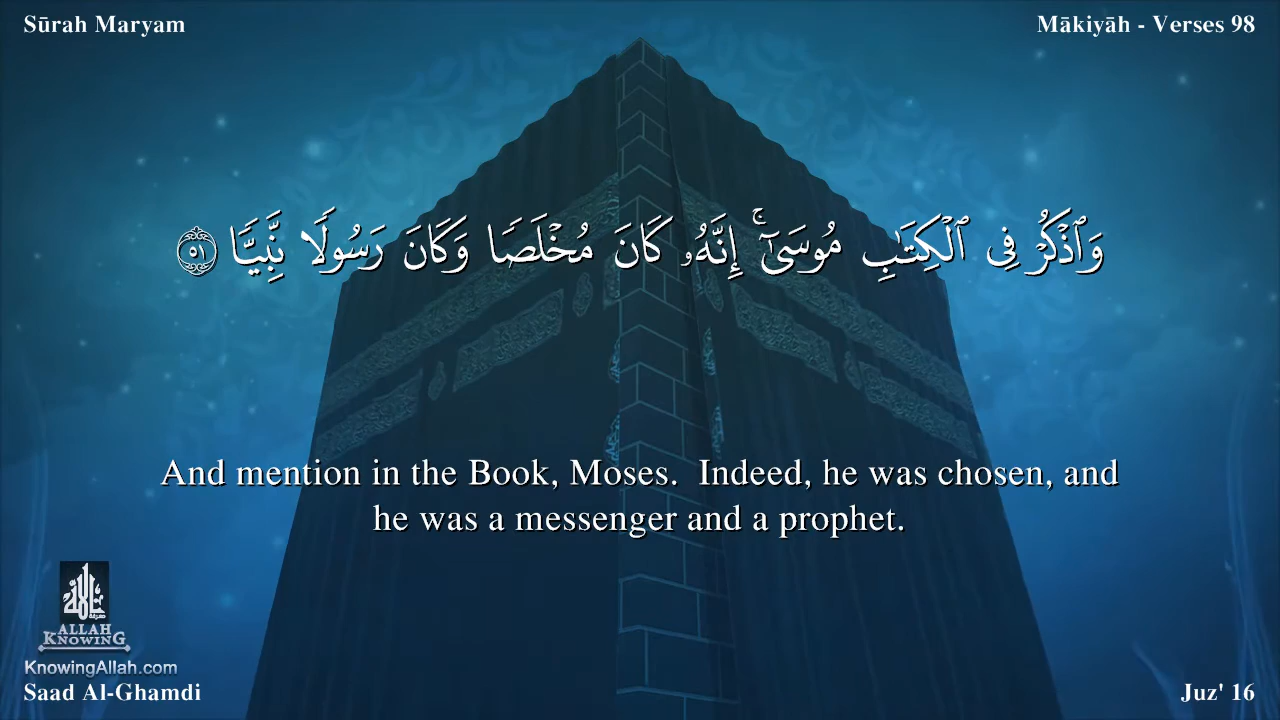 Sūrah Maryam
Mākiyāh - Verses 98
وَٱذْكُرْ فِى ٱلْكِتَـٰبِ مُوسَىٰٓ ۚ إِنَّهُۥ كَانَ مُخْلَصًا وَكَانَ رَسُولًا نَّبِيًّا ٥١
And mention in the Book, Moses. Indeed, he was chosen, and
he was a messenger and a prophet.
ALLAH
KNOWING
KnowingAllah.com
Saad Al-Ghamdi
Juz' 16